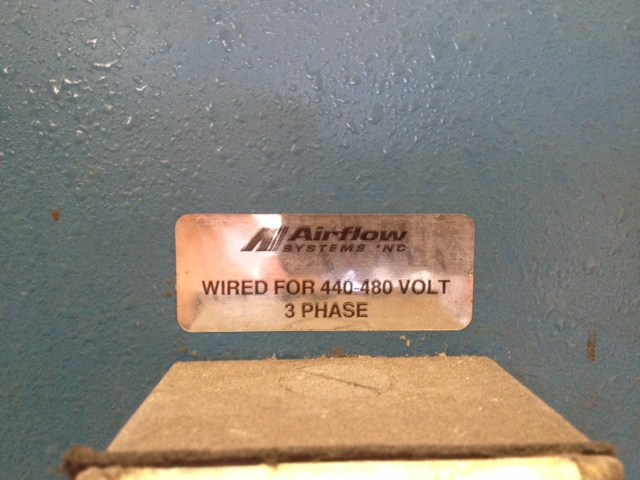 Airflow
SYSTEMS INC
WIRED FOR 440-480 VOLT
3 PHASE